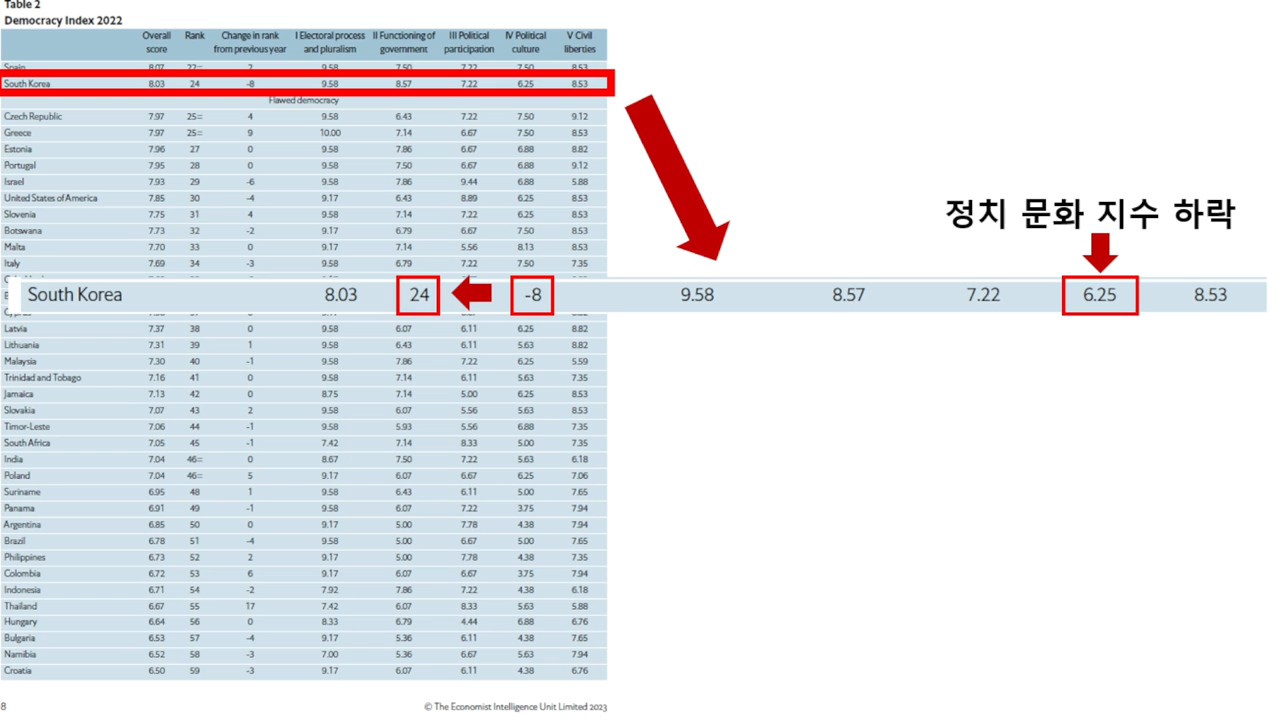 Table 2
Democracy Index 2022
Overall score Rank Change in rank from previous year I Electoral process and pluralism II Functioning of government III Political participation IV Political culture V Civil liberties
Spain 8.07 22= 2 9.58 7.50 7.22 7.50 8.53
South Korea 8.03 24 -8 9.58 8.57 7.22 6.25 8.53
Flawed democracy
Czech Republic 7.97 25= 4 9.58 6.43 7.22 7.50 9.12
Greece 7.97 25= 9 10.00 7.14 6.67 7.50 8.53
Estonia 7.96 27 0 9.58 7.86 6.67 6.88 8.82
Portugal 7.95 28 0 9.58 7.50 6.67 6.88 9.12
Israel 7.93 29 -6 9.58 7.86 9.44 6.88 5.88
United States of America 7.85 30 -4 9.17 6.43 8.89 6.25 8.53
Slovenia 7.75 31 4 9.58 7.14 7.22 6.25 8.53
정치 문화 지수 하락
Botswana 7.73 32 -2 9.17 6.79 6.67 7.50 8.53
Malta 7.70 33 0 9.17 7.14 5.56 8.13 8.53
Italy 7.69 34 -3 9.58 6.79 7.22 7.50 7.35
South Korea 8.03 24 -8 9.58 8.57 7.22 6.25 8.53
Latvia 7.37 38 0 9.58 6.07 6.11 6.25 8.82
Lithuania 7.31 39 1 9.58 6.43 6.11 5.63 8.82
Malaysia 7.30 40 -1 9.58 7.86 7.22 6.25 5.59
Trinidad and Tobago 7.16 41 0 9.58 7.14 6.11 5.63 7.35
Jamaica 7.13 42 0 8.75 7.14 5.00 6.25 8.53
Slovakia 7.07 43 2 9.58 6.07 5.56 5.63 8.53
Timor-Leste 7.06 44 -1 9.58 5.93 5.56 6.88 7.35
South Africa 7.05 45 -1 7.42 7.14 8.33 5.00 7.35
India 7.04 46= 0 8.67 7.50 7.22 5.63 6.18
Poland 7.04 46= 5 9.17 6.07 6.67 6.25 7.06
Suriname 6.95 48 1 9.58 6.43 6.11 5.00 7.65
Panama 6.91 49 -1 9.58 6.07 7.22 3.75 7.94
Argentina 6.85 50 0 9.17 5.00 7.78 4.38 7.94
Brazil 6.78 51 -4 9.58 5.00 6.67 5.00 7.65
Philippines 6.73 52 2 9.17 5.00 7.78 4.38 7.35
Colombia 6.72 53 6 9.17 6.07 6.67 3.75 7.94
Indonesia 6.71 54 -2 7.92 7.86 7.22 4.38 6.18
Thailand 6.67 55 17 7.42 6.07 8.33 5.63 5.88
Hungary 6.64 56 0 8.33 6.79 4.44 6.88 6.76
Bulgaria 6.53 57 -4 9.17 5.36 6.11 4.38 7.65
Namibia 6.52 58 -3 7.00 5.36 6.67 5.63 7.94
Croatia 6.50 59 -3 9.17 6.07 6.11 4.38 6.76
8 © The Economist Intelligence Unit Limited 2023